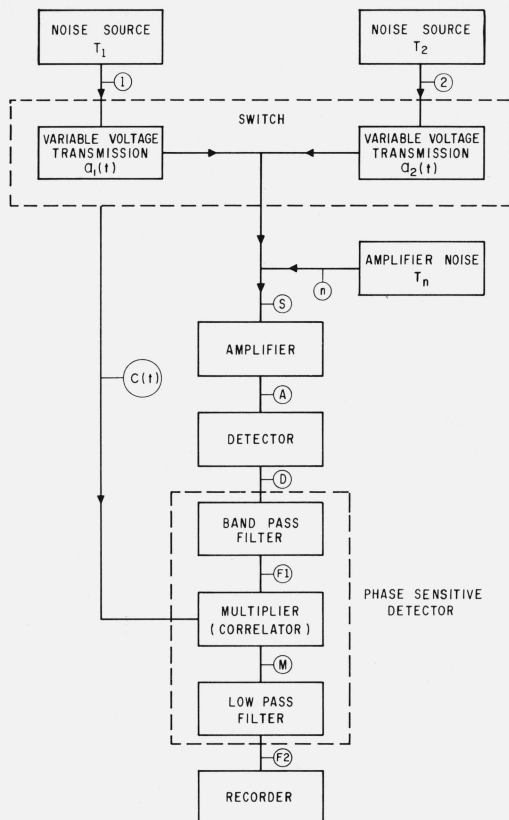 NOISE SOURCE
T1
NOISE SOURCE
T2
1
2
SWITCH
VARIABLE VOLTAGE
TRANSMISSION
a1(t)
VARIABLE VOLTAGE
TRANSMISSION
a2(t)
AMPLIFIER NOISE
Tn
n
S
AMPLIFIER
C(t)
A
DETECTOR
D
BAND PASS
FILTER
F1
PHASE SENSITIVE
DETECTOR
MULTIPLIER
(CORRELATOR)
M
LOW PASS
FILTER
F2
RECORDER